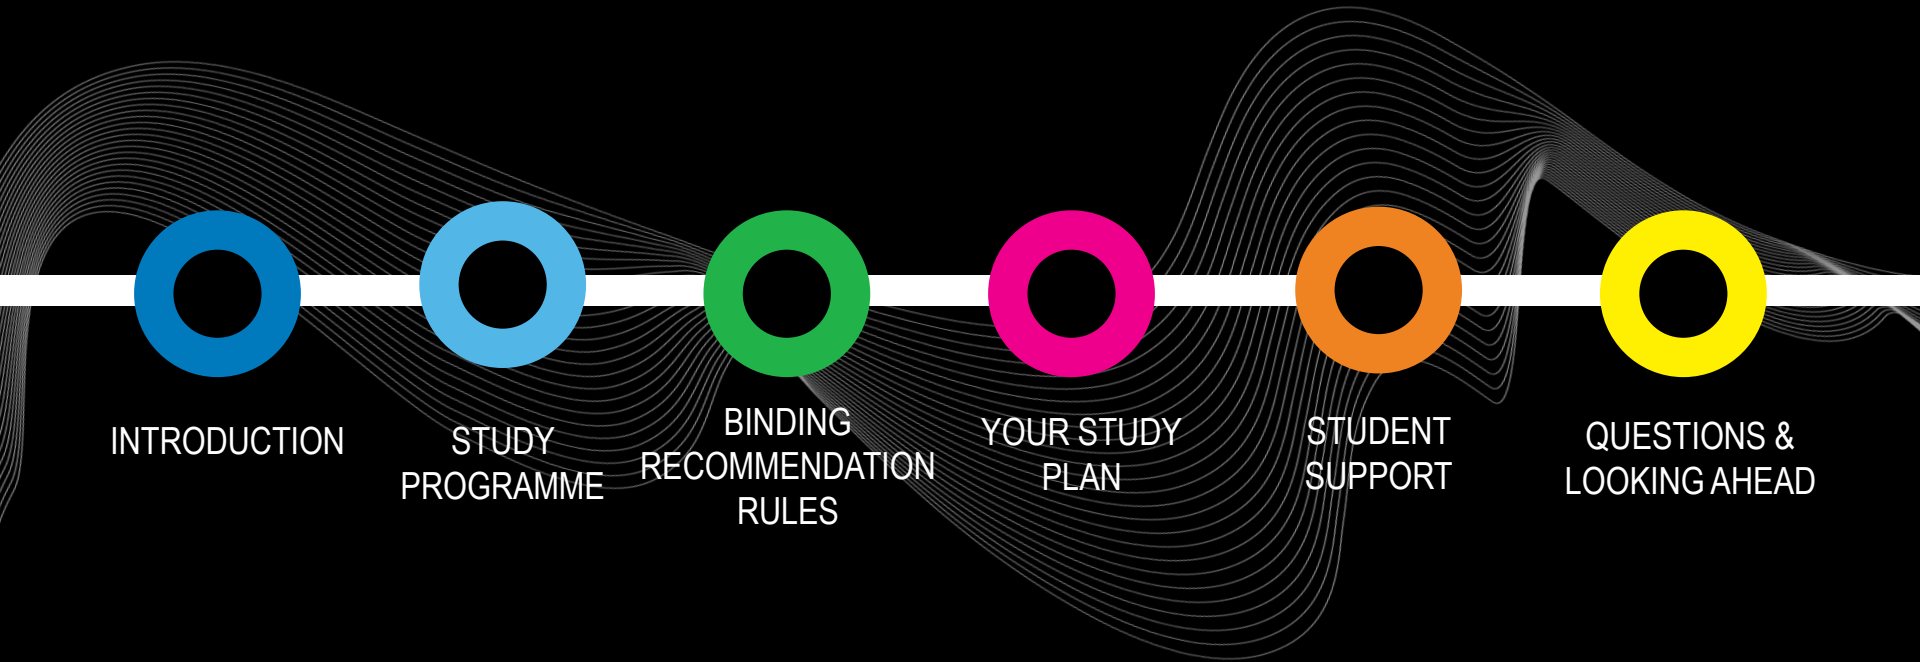 INTRODUCTION
STUDY
PROGRAMME
BINDING
RECOMMENDATION
RULES
YOUR STUDY
PLAN
STUDENT
SUPPORT
QUESTIONS &
LOOKING AHEAD